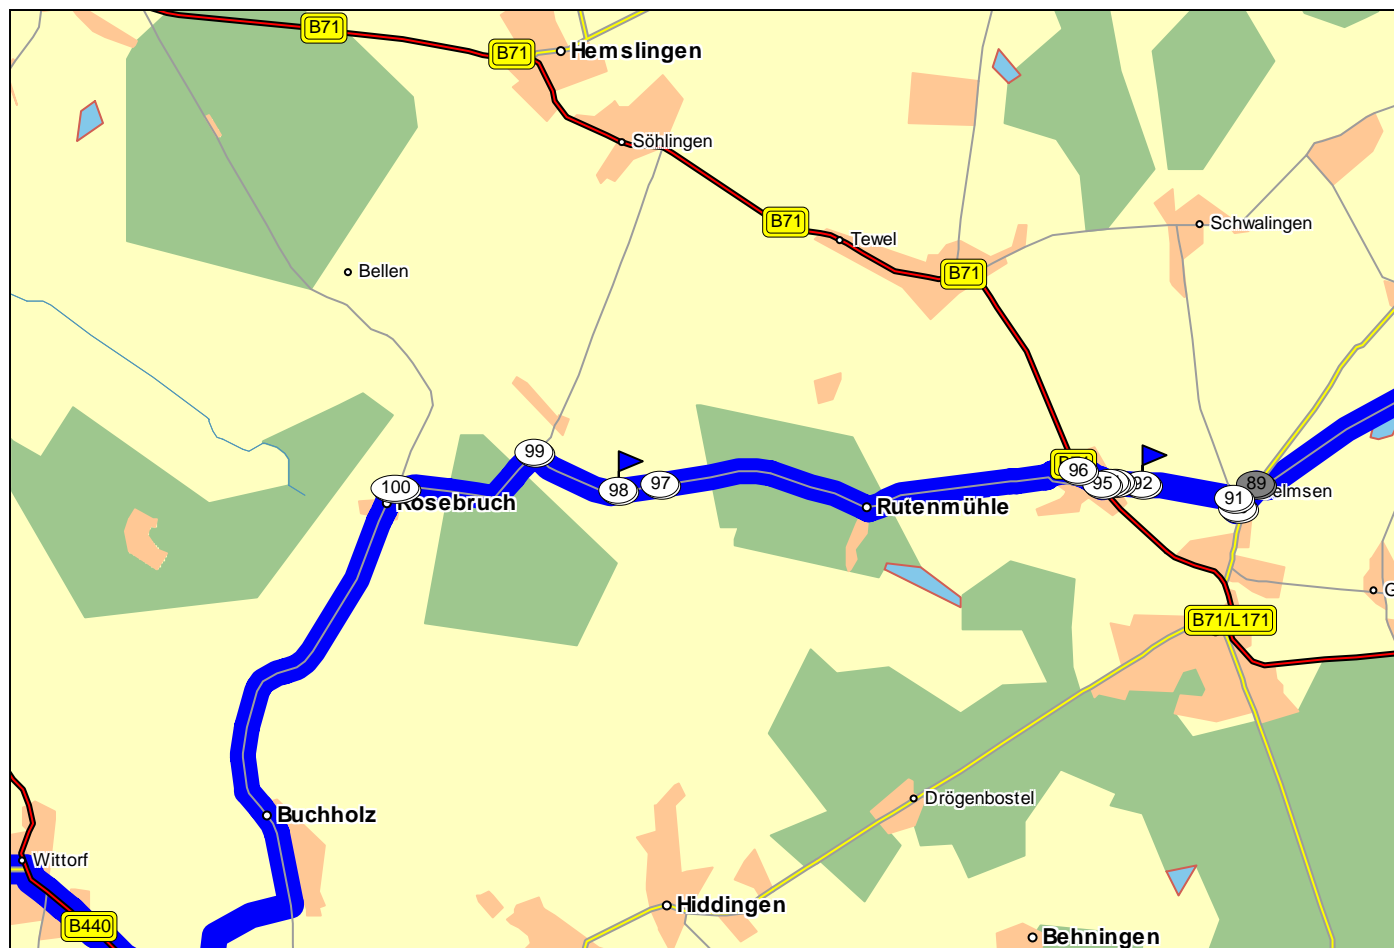 B71
B71
Hemslingen
Söhlingen
B71
Tewel
Schwalingen
B71
Bellen
99
96
100
98
97
95
92
91
89
elmsen
Rosebruch
Rutenmühle
G
B71/L171
Drögenbostel
Buchholz
Wittorf
Hiddingen
B440
Behningen